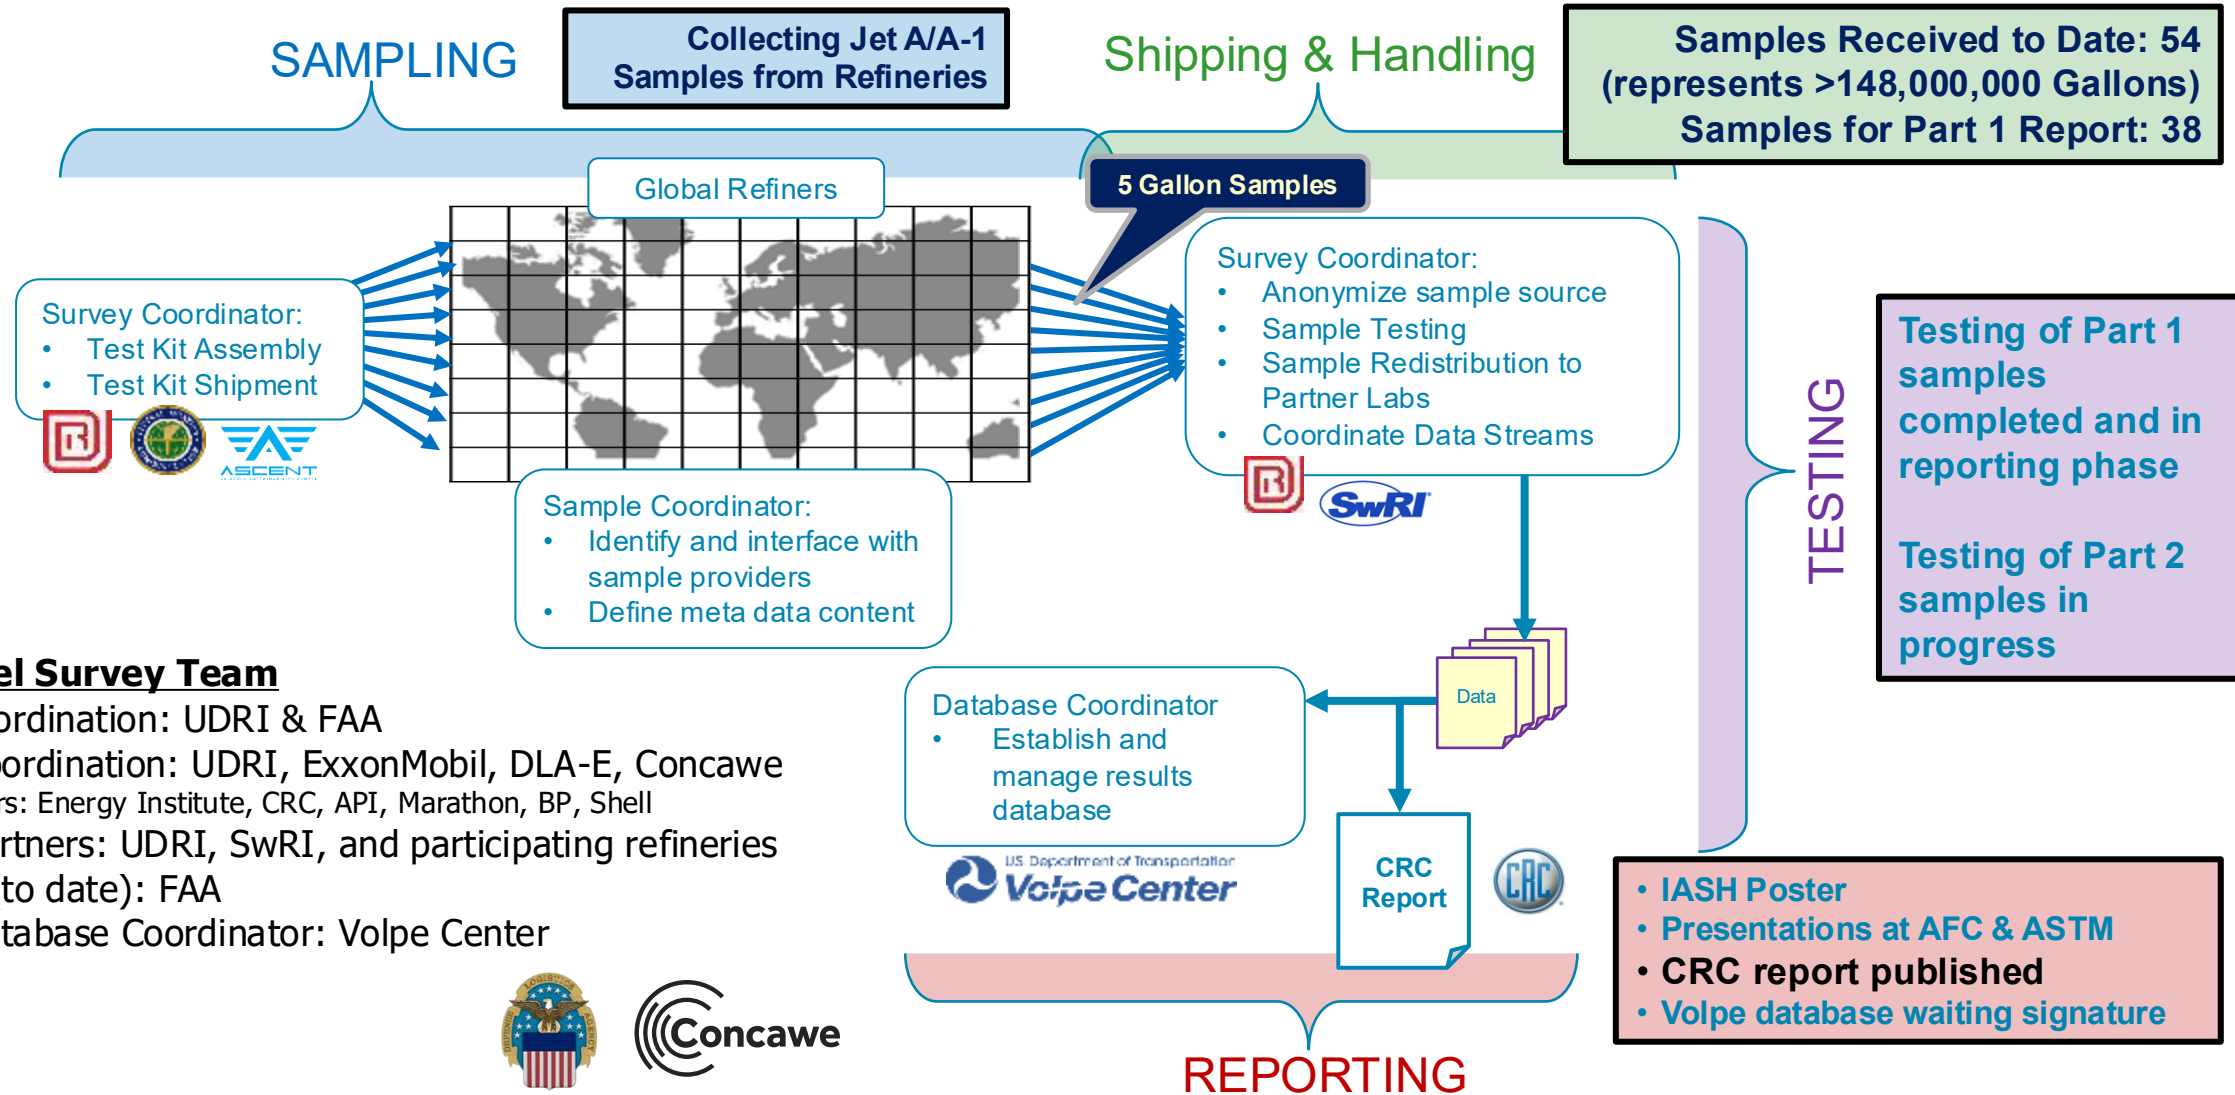 SAMPLING
Collecting Jet A/A-1
Samples from Refineries
Shipping & Handling
Samples Received to Date: 54
(represents >148,000,000 Gallons)
Samples for Part 1 Report: 38
Global Refiners
5 Gallon Samples
Survey Coordinator:
• Test Kit Assembly
• Test Kit Shipment
ASCENT
Sample Coordinator:
• Identify and interface with
sample providers
• Define meta data content
Survey Coordinator:
• Anonymize sample source
• Sample Testing
• Sample Redistribution to
Partner Labs
• Coordinate Data Streams
SwRI
TESTING
Testing of Part 1
samples
completed and in
reporting phase
Testing of Part 2
samples in
progress
el Survey Team
ordination: UDRI & FAA
oordination: UDRI, ExxonMobil, DLA-E, Concawe
rs: Energy Institute, CRC, API, Marathon, BP, Shell
rtners: UDRI, SwRI, and participating refineries
to date): FAA
tabase Coordinator: Volpe Center
Data
Database Coordinator
• Establish and
manage results
database
U.S. Department of Transportation
Volpe Center
CRC
Report
CRC
• IASH Poster
• Presentations at AFC & ASTM
• CRC report published
• Volpe database waiting signature
Concawe
REPORTING